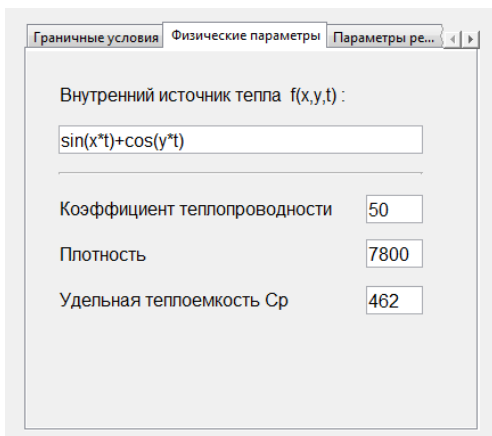 Граничные условия Физические параметры Параметры ре...
Внутренний источник тепла f(x,y,t) :
sin(x*t)+cos(y*t)
Коэффициент теплопроводности 50
Плотность 7800
Удельная теплоемкость Cp 462